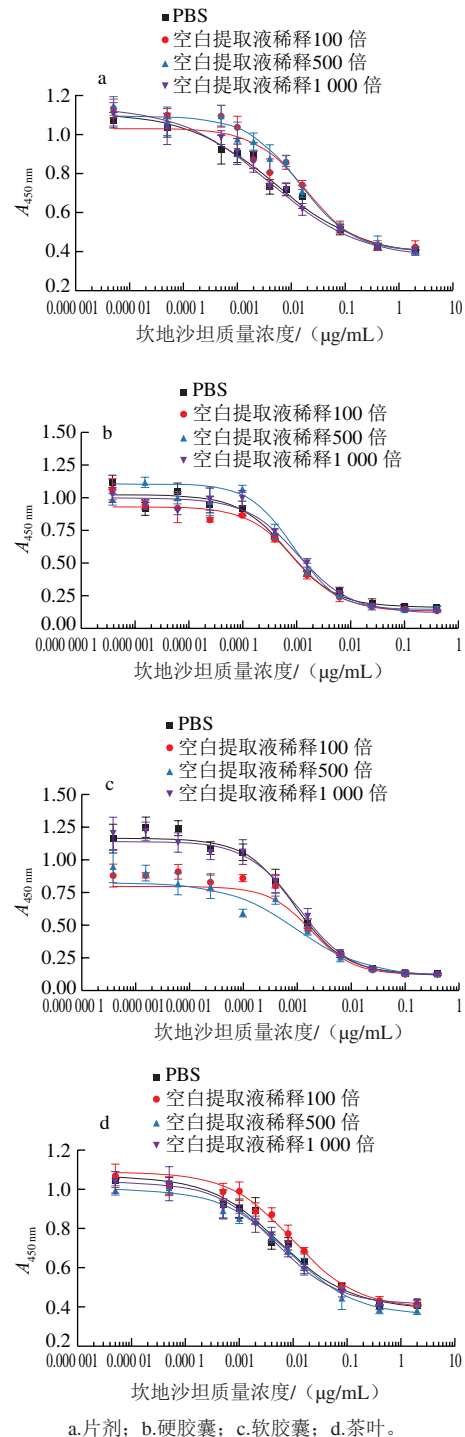 PBS
空白提取液稀释100 倍
空白提取液稀释500 倍
空白提取液稀释1 000 倍
a
1.2
1.0
0.8
0.6
0.4
0.2
A450 nm
0.000 001 0.000 01 0.000 1 0.001 0.01 0.1 1 10
坎地沙坦质量浓度/（μg/mL）
PBS
空白提取液稀释100 倍
空白提取液稀释500 倍
空白提取液稀释1 000 倍
b
1.50
1.25
1.00
0.75
0.50
0.25
0.00
A450 nm
0.000 000 1 0.000 001 0.000 01 0.000 1 0.001 0.01 0.1 1
坎地沙坦质量浓度/（μg/mL）
PBS
空白提取液稀释100 倍
空白提取液稀释500 倍
空白提取液稀释1 000 倍
c
1.50
1.25
1.00
0.75
0.50
0.25
0.00
A450 nm
0.000 000 1 0.000 001 0.000 01 0.000 1 0.001 0.01 0.1 1
坎地沙坦质量浓度/（μg/mL）
PBS
空白提取液稀释100 倍
空白提取液稀释500 倍
空白提取液稀释1 000 倍
d
1.2
1.0
0.8
0.6
0.4
0.2
A450 nm
0.000 001 0.000 01 0.000 1 0.001 0.01 0.1 1 10
坎地沙坦质量浓度/（μg/mL）
a.片剂；b.硬胶囊；c.软胶囊；d.茶叶。